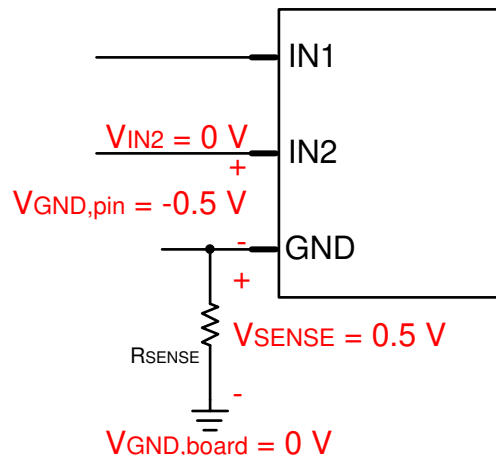 IN1
VIN2 = 0 V
+
IN2
VGND,pin = -0.5 V
-
GND
+
VSENSE = 0.5 V
RSENSE
-
VGND,board = 0 V